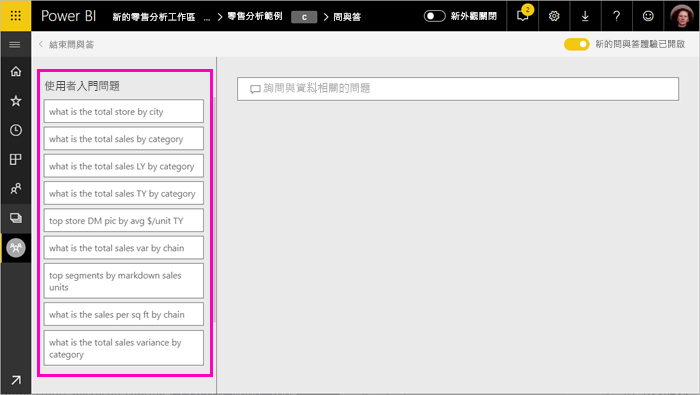 Power BI 新的零售分析工作區 ... > 零售分析範例 C > 問與答 新外觀關閉 2 ?
< 結束問與答 新的問與答體驗已開啟
使用者入門問題
詢問與資料相關的問題
what is the total store by city
what is the total sales by category
what is the total sales LY by category
what is the total sales TY by category
top store DM pic by avg $/unit TY
what is the total sales var by chain
top segments by markdown sales
units
what is the sales per sq ft by chain
what is the total sales variance by
category